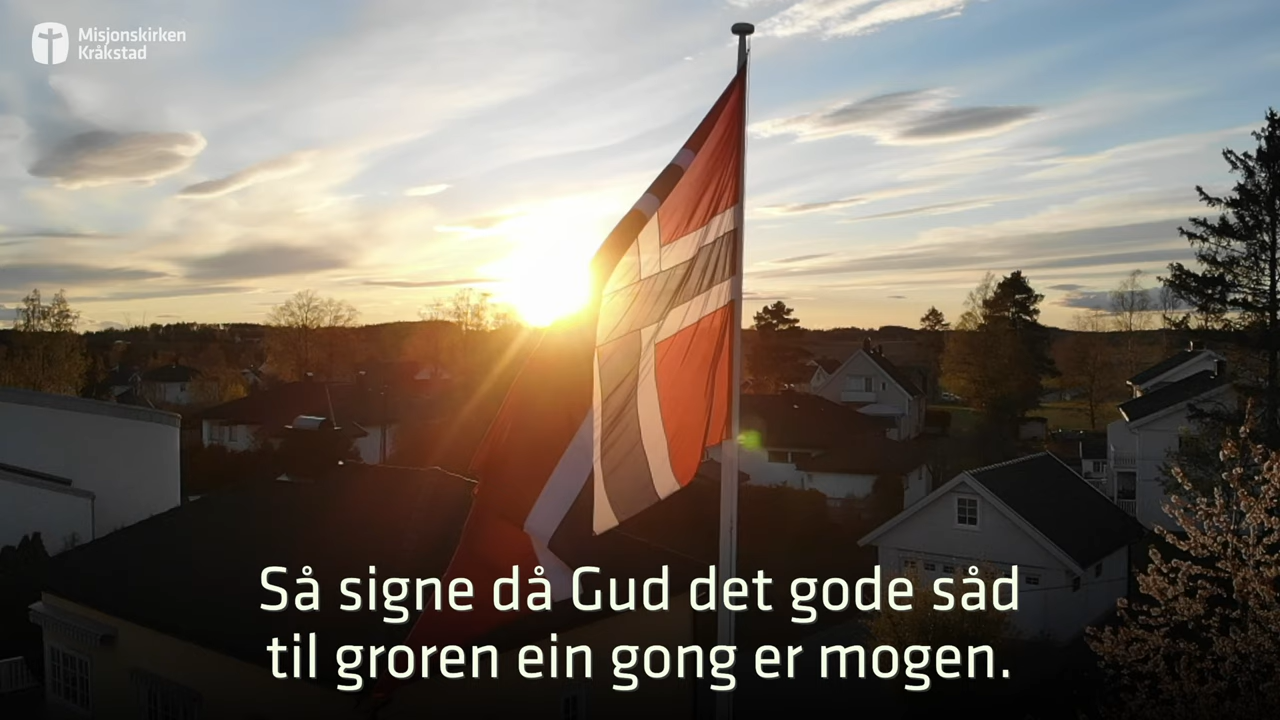 Misjonskirken
Kråkstad
Så signe då Gud det gode såd
til groren ein gong er mogen.